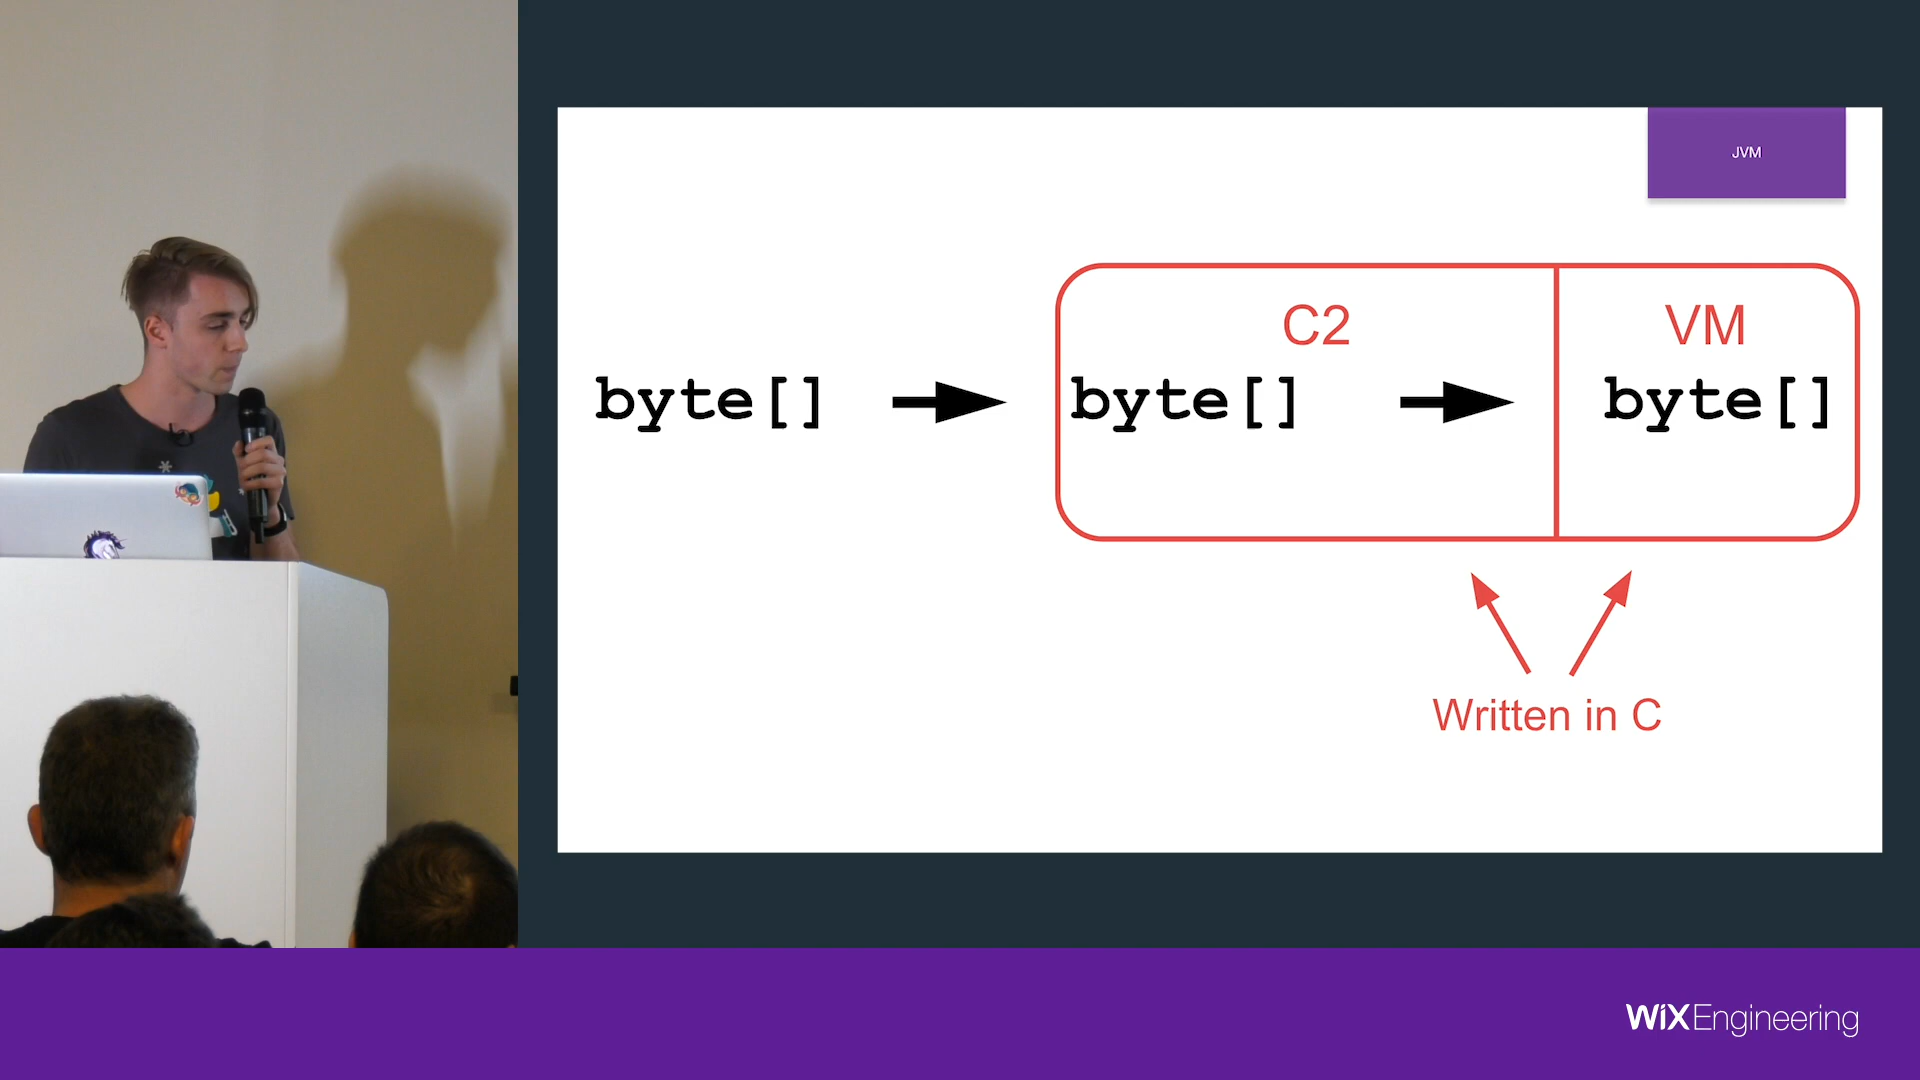 JVM
C2
VM
byte[]
byte[]
byte[]
Written in C
WiX Engineering